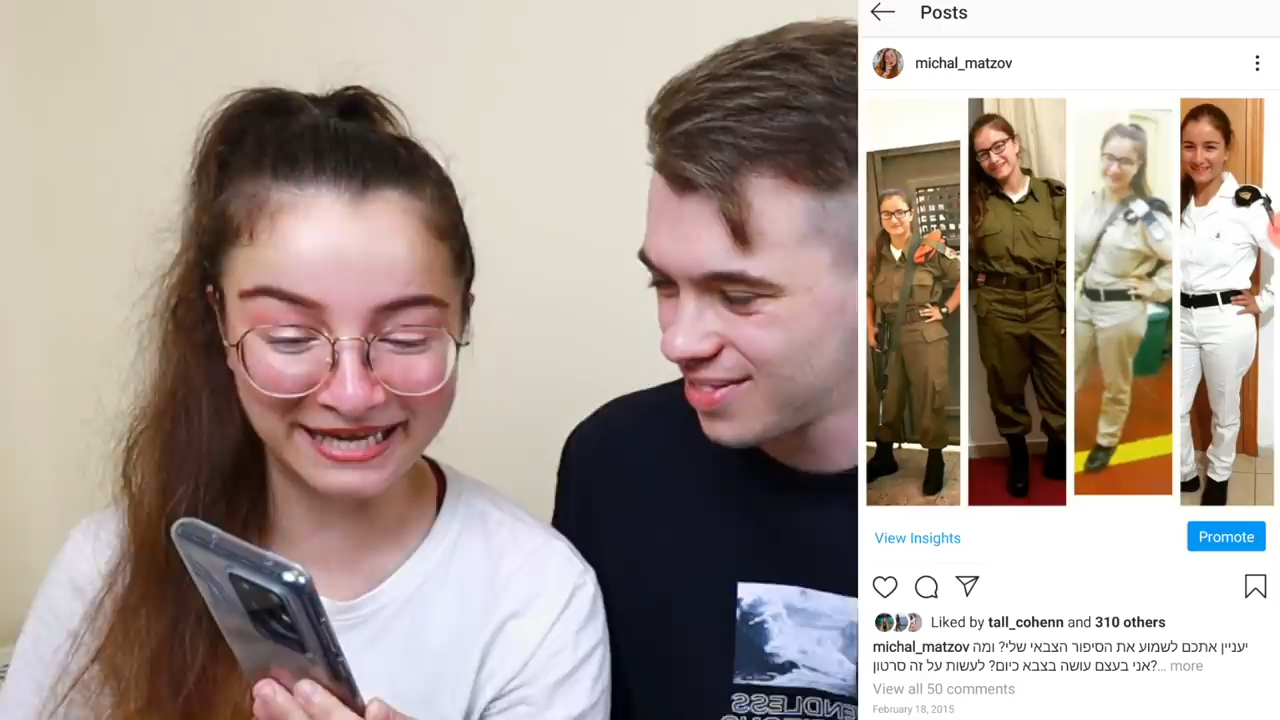 Posts
michal_matzov
View Insights
Promote
Liked by tall_cohenn and 310 others
michal_matzov יעניין אתכם לשמוע את הסיפור הצבאי שלי? ומה
אני בעצם עושה בצבא כיום? לעשות על זה סרטון?... more
View all 50 comments
February 18, 2015
ENDLESS